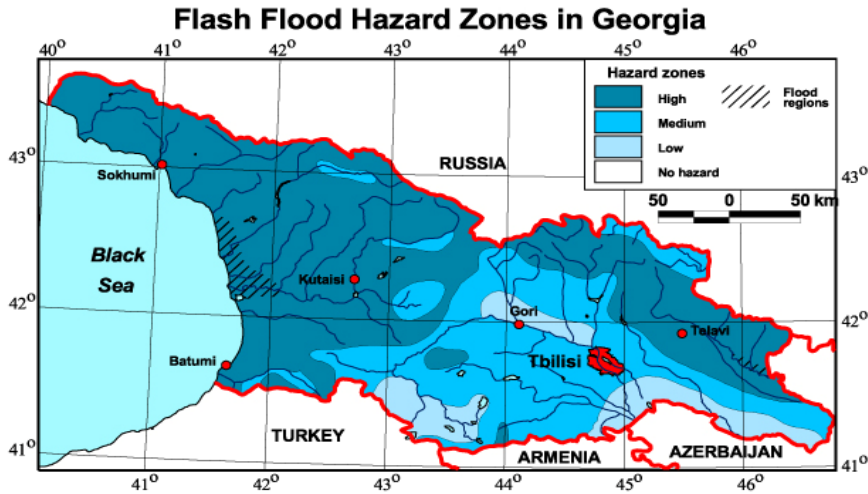 Flash Flood Hazard Zones in Georgia
40° 41° 42° 43° 44° 45° 46°
Hazard zones
High
Medium
Low
No hazard
Flood
regions
50 0 50 km
43° 43°
42° 42°
41° 41°
RUSSIA
Sokhumi
Black
Sea
Kutaisi
Gori
Telavi
Tbilisi
Batumi
TURKEY
ARMENIA
AZERBAIJAN
41° 42° 43° 44° 45° 46°